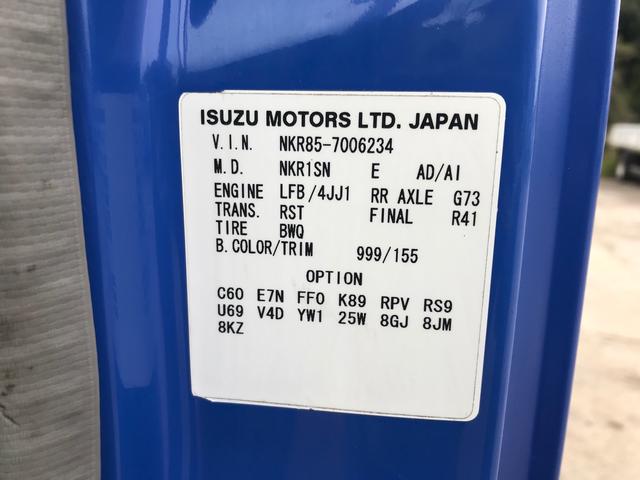 ISUZU MOTORS LTD. JAPAN
V.I.N. NKR85-7006234
M.D. NKR1SN E AD/AI
ENGINE LFB/4JJ1 RR AXLE G73
TRANS. RST FINAL R41
TIRE BWQ
B.COLOR/TRIM 999/155
OPTION
C60 E7N FF0 K89 RPV RS9
U69 V4D YW1 25W 8GJ 8JM
8KZ